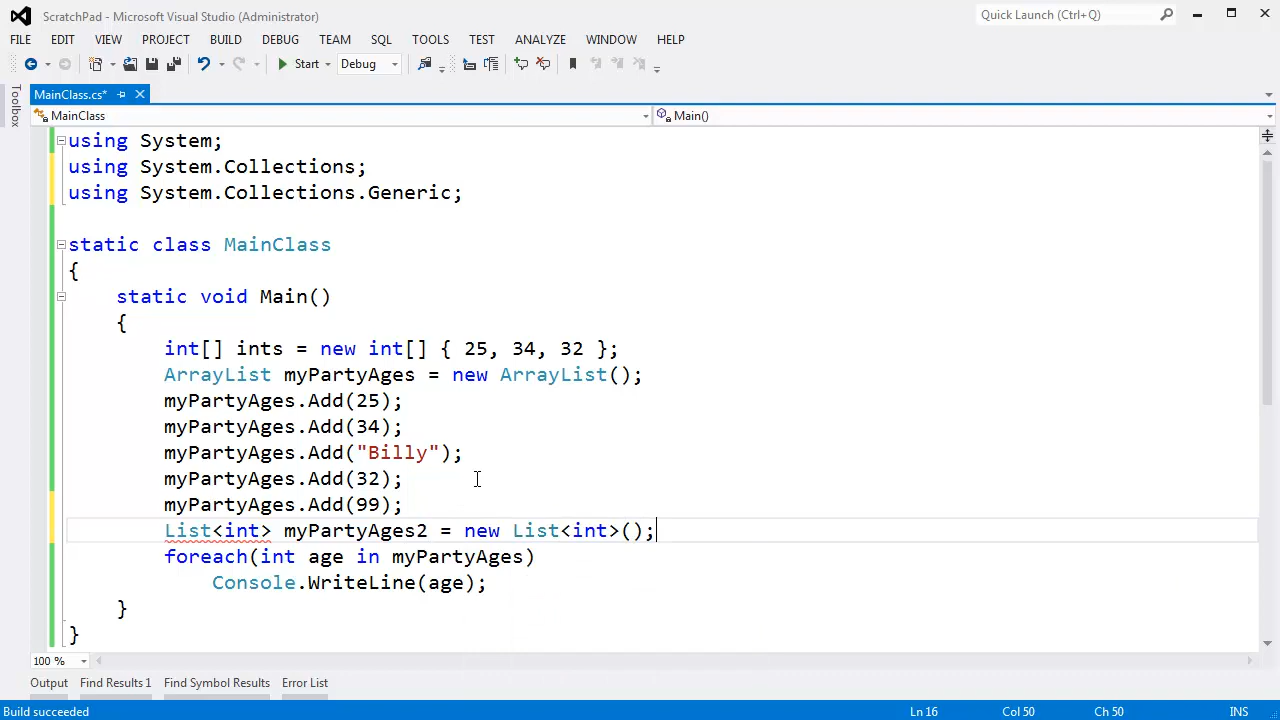 ScratchPad - Microsoft Visual Studio (Administrator)
Quick Launch (Ctrl+Q)
FILE EDIT VIEW PROJECT BUILD DEBUG TEAM SQL TOOLS TEST ANALYZE WINDOW HELP
Start Debug
Toolbox
MainClass.cs*
MainClass Main()
using System;
using System.Collections;
using System.Collections.Generic;
static class MainClass
{
static void Main()
{
int[] ints = new int[] { 25, 34, 32 };
ArrayList myPartyAges = new ArrayList();
myPartyAges.Add(25);
myPartyAges.Add(34);
myPartyAges.Add("Billy");
myPartyAges.Add(32);
myPartyAges.Add(99);
List<int> myPartyAges2 = new List<int>();
foreach(int age in myPartyAges)
Console.WriteLine(age);
}
}
100 %
Output Find Results 1 Find Symbol Results Error List
Build succeeded Ln 16 Col 50 Ch 50 INS